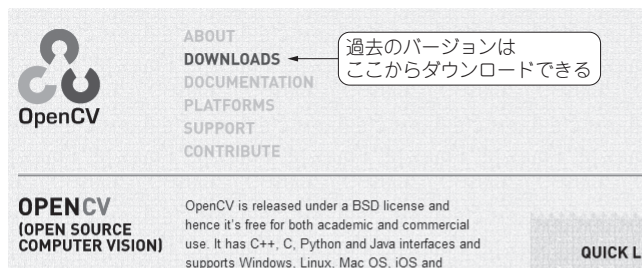 ABOUT
DOWNLOADS
過去のバージョンは
ここからダウンロードできる
DOCUMENTATION
PLATFORMS
SUPPORT
CONTRIBUTE
OpenCV
OPENCV
(OPEN SOURCE
COMPUTER VISION)
OpenCV is released under a BSD license and
hence it's free for both academic and commercial
use. It has C++, C, Python and Java interfaces and
supports Windows, Linux, Mac OS, iOS and
QUICK L